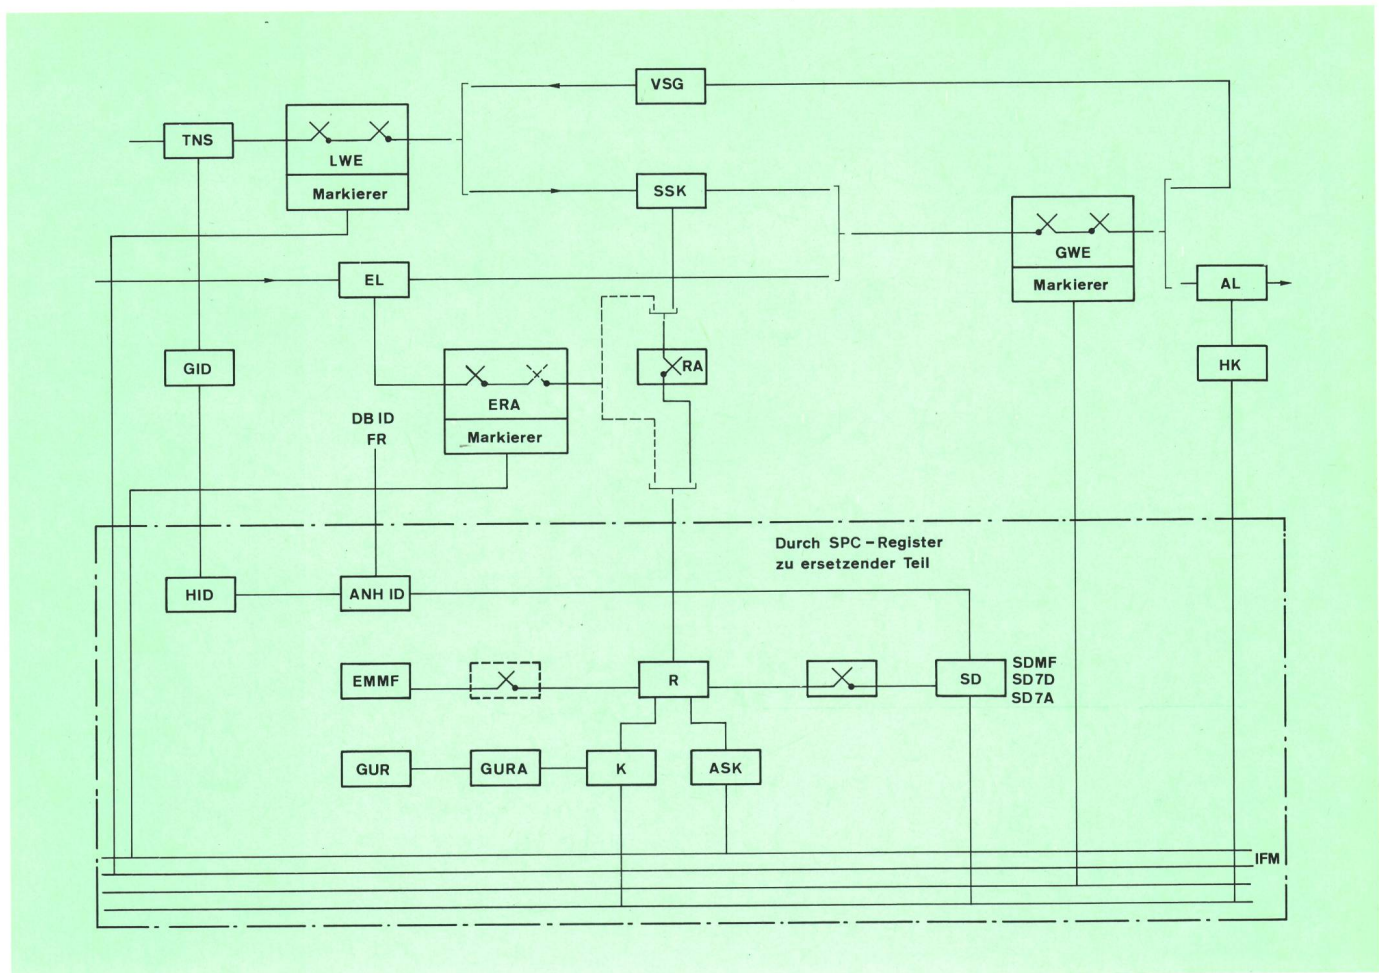 VSG
TNS
LWE
Markierer
SSK
GWE
Markierer
EL
AL
GID
RA
HK
ERA
Markierer
DB ID
FR
Durch SPC – Register
zu ersetzender Teil
HID
ANH ID
EMMF
R
SD
SDMF
SD7D
SD7A
GUR
GURA
K
ASK
IFM